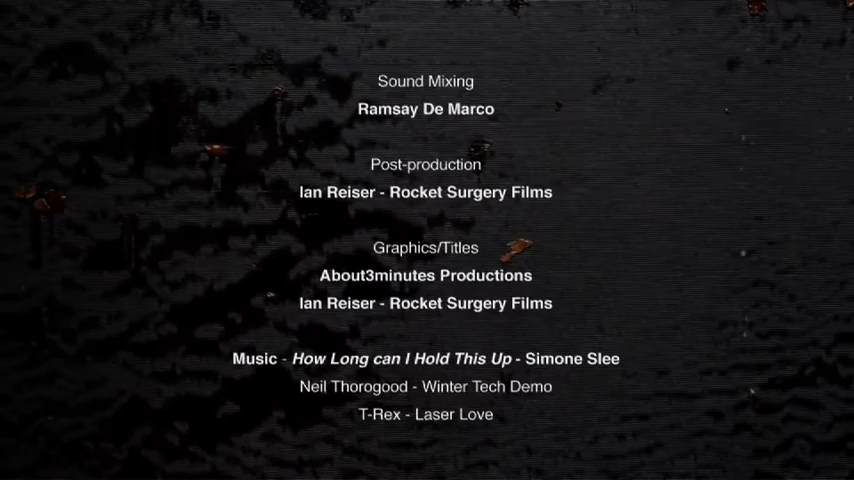 Sound Mixing
Ramsay De Marco
Post-production
Ian Reiser - Rocket Surgery Films
Graphics/Titles
About3minutes Productions
Ian Reiser - Rocket Surgery Films
Music - How Long can I Hold This Up - Simone Slee
Neil Thorogood - Winter Tech Demo
T-Rex - Laser Love